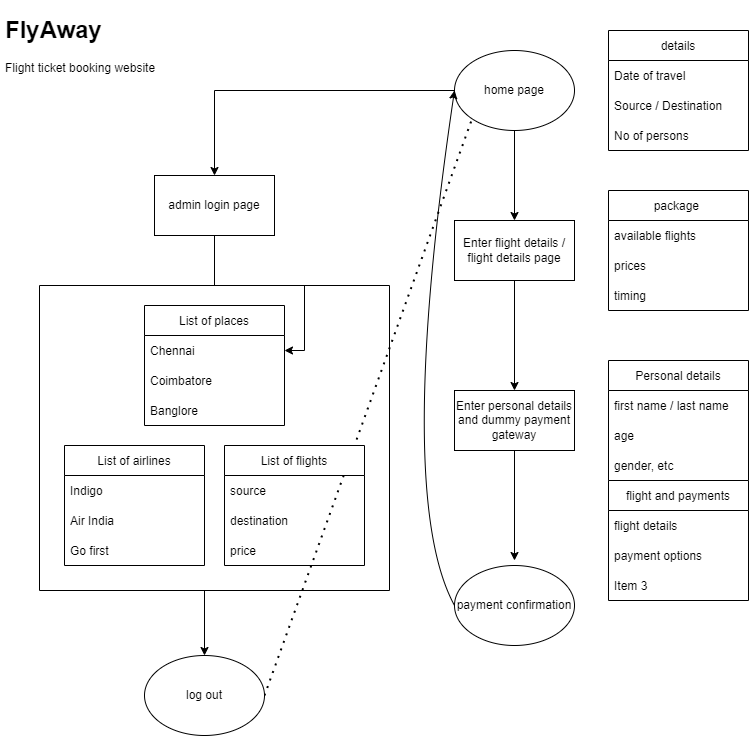 FlyAway
Flight ticket booking website
home page
admin login page
List of places
Chennai
Coimbatore
Banglore
List of airlines
Indigo
Air India
Go first
List of flights
source
destination
price
log out
Enter flight details /
flight details page
Enter personal details
and dummy payment
gateway
payment confirmation
details
Date of travel
Source / Destination
No of persons
package
available flights
prices
timing
Personal details
first name / last name
age
gender, etc
flight and payments
flight details
payment options
Item 3